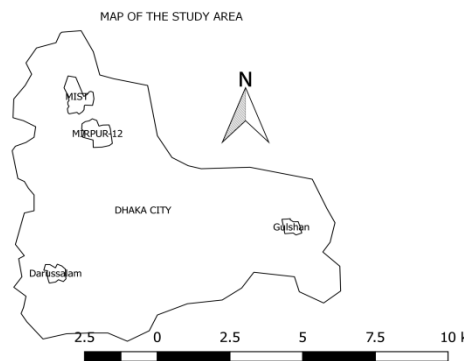 MAP OF THE STUDY AREA
N
MIST
MIRPUR-12
DHAKA CITY
Gulshan
Darussalam
2.5 0 2.5 5 7.5 10 k